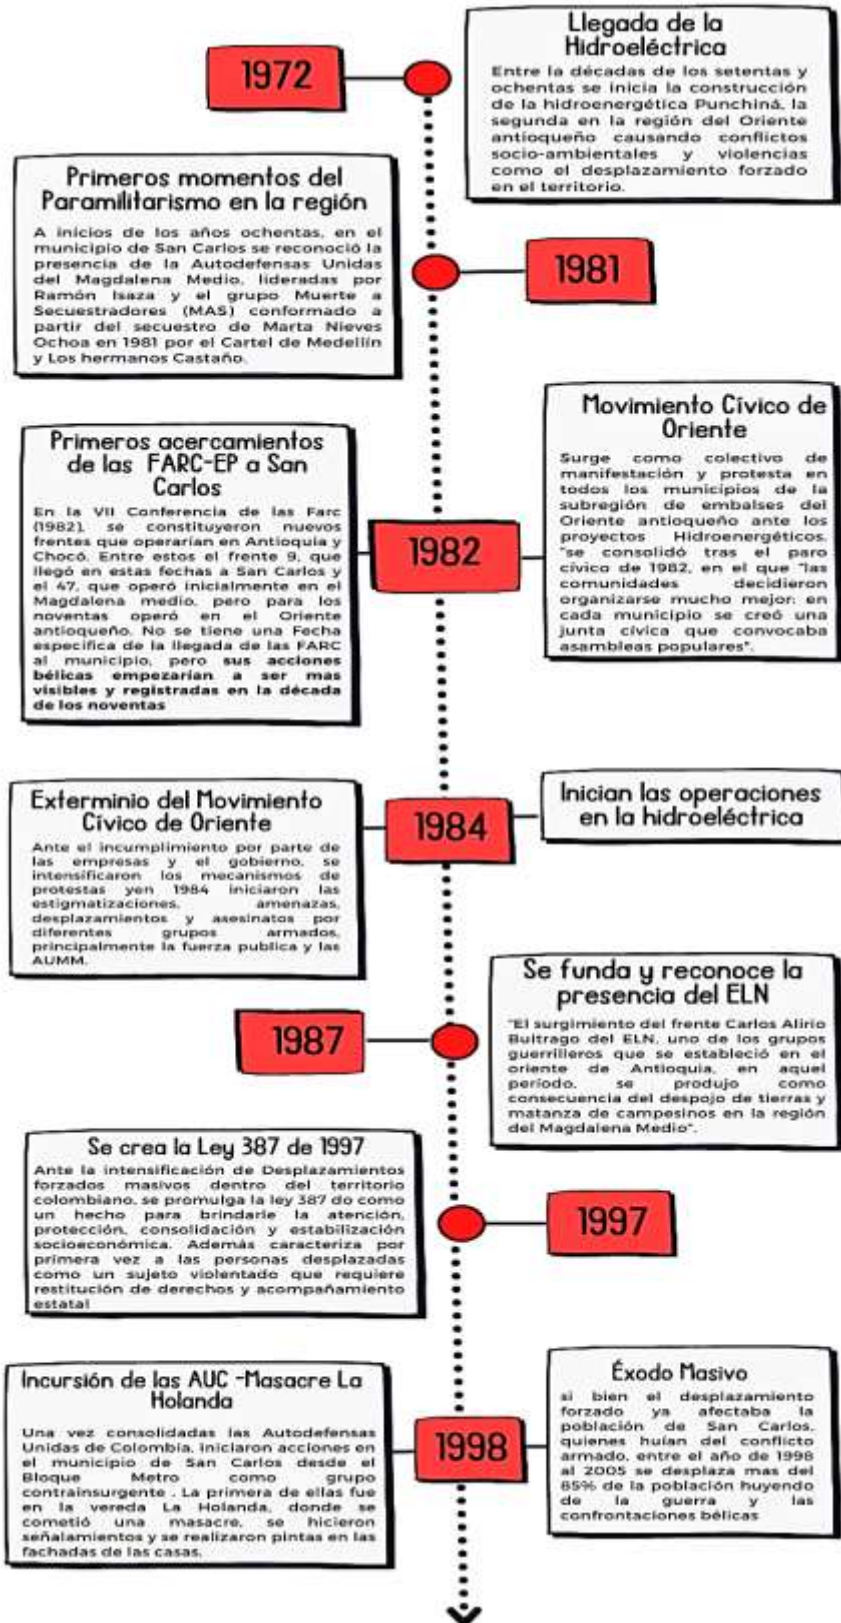 1972
Llegada de la
Hidroeléctrica
Entre la décadas de los setentas y
ochentas se inicia la construcción
de la hidroenergética Punchiná, la
segunda en la región del Oriente
antioqueño causando conflictos
socio-ambientales y violencias
como el desplazamiento forzado
en el territorio.
Primeros momentos del
Paramilitarismo en la región
A inicios de los años ochentas, en el
municipio de San Carlos se reconoció la
presencia de la Autodefensas Unidas
del Magdalena Medio, lideradas por
Ramón Isaza y el grupo Muerte a
Secuestradores (MAS) conformado a
partir del secuestro de Marta Nieves
Ochoa en 1981 por el Cartel de Medellín
y Los hermanos Castaño.
1981
Primeros acercamientos
de las FARC-EP a San
Carlos
En la VII Conferencia de las Farc
(1982), se constituyeron nuevos
frentes que operarían en Antioquia y
Chocó. Entre estos el frente 9, que
llegó en estas fechas a San Carlos y
el 47, que operó inicialmente en el
Magdalena medio, pero para los
noventas operó en el Oriente
antioqueño. No se tiene una Fecha
especifica de la llegada de las FARC
al municipio, pero sus acciones
bélicas empezarían a ser mas
visibles y registradas en la década
de los noventas
1982
Movimiento Cívico de
Oriente
Surge como colectivo de
manifestación y protesta en
todos los municipios de la
subregión de embalses del
Oriente antioqueño ante los
proyectos Hidroenergéticos.
"se consolidó tras el paro
cívico de 1982, en el que "las
comunidades decidieron
organizarse mucho mejor: en
cada municipio se creó una
junta cívica que convocaba
asambleas populares".
Exterminio del Movimiento
Cívico de Oriente
Ante el incumplimiento por parte de
las empresas y el gobierno, se
intensificaron los mecanismos de
protestas yen 1984 iniciaron las
estigmatizaciones, amenazas,
desplazamientos y asesinatos por
diferentes grupos armados,
principalmente la fuerza publica y las
AUMM.
1984
Inician las operaciones
en la hidroeléctrica
1987
Se funda y reconoce la
presencia del ELN
"El surgimiento del frente Carlos Alirio
Buitrago del ELN, uno de los grupos
guerrilleros que se estableció en el
oriente de Antioquia, en aquel
período, se produjo como
consecuencia del despojo de tierras y
matanza de campesinos en la región
del Magdalena Medio".
Se crea la Ley 387 de 1997
Ante la intensificación de Desplazamientos
forzados masivos dentro del territorio
colombiano, se promulga la ley 387 do como
un hecho para brindarle la atención,
protección, consolidación y estabilización
socioeconómica. Además caracteriza por
primera vez a las personas desplazadas
como un sujeto violentado que requiere
restitución de derechos y acompañamiento
estatal
1997
Incursión de las AUC -Masacre La
Holanda
Una vez consolidadas las Autodefensas
Unidas de Colombia, iniciaron acciones en
el municipio de San Carlos desde el
Bloque Metro como grupo
contrainsurgente . La primera de ellas fue
en la vereda La Holanda, donde se
cometió una masacre, se hicieron
señalamientos y se realizaron pintas en las
fachadas de las casas.
1998
Éxodo Masivo
si bien el desplazamiento
forzado ya afectaba la
población de San Carlos,
quienes huían del conflicto
armado, entre el año de 1998
al 2005 se desplaza mas del
85% de la población huyendo
de la guerra y las
confrontaciones bélicas